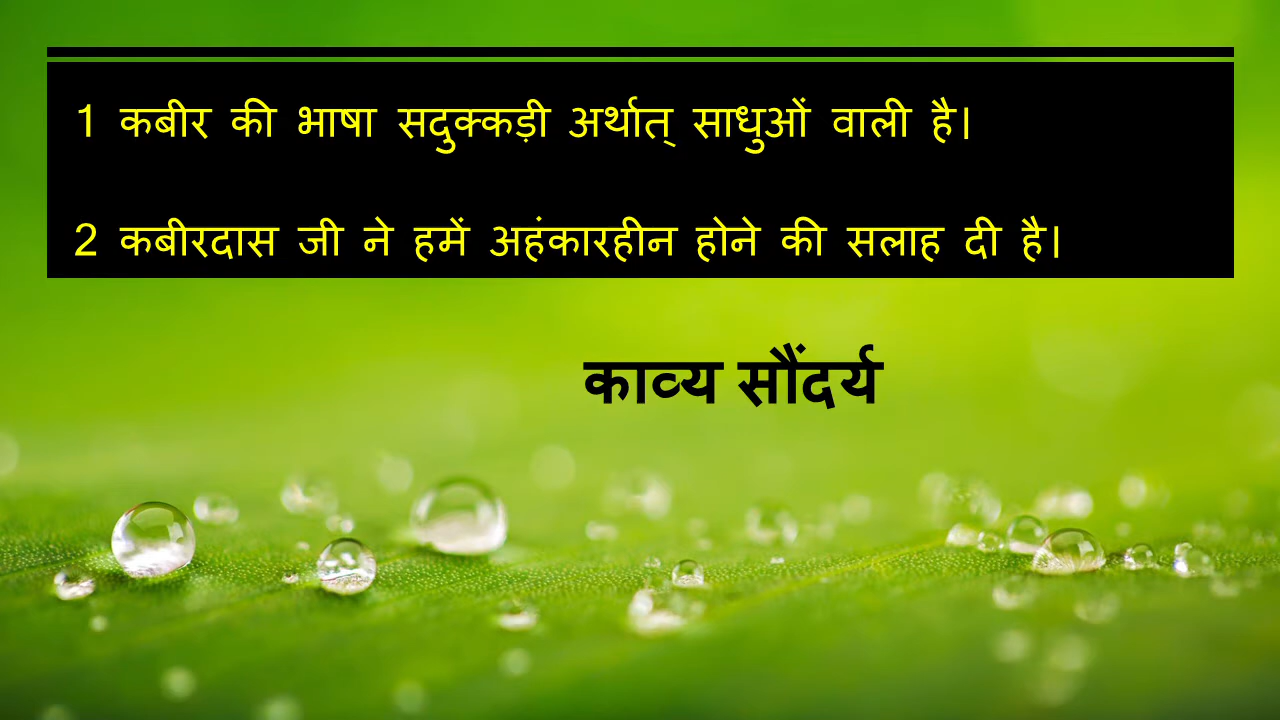 1 कबीर की भाषा सदुक्कड़ी अर्थात् साधुओं वाली है।
2 कबीरदास जी ने हमें अहंकारहीन होने की सलाह दी है।
काव्य सौंदर्य